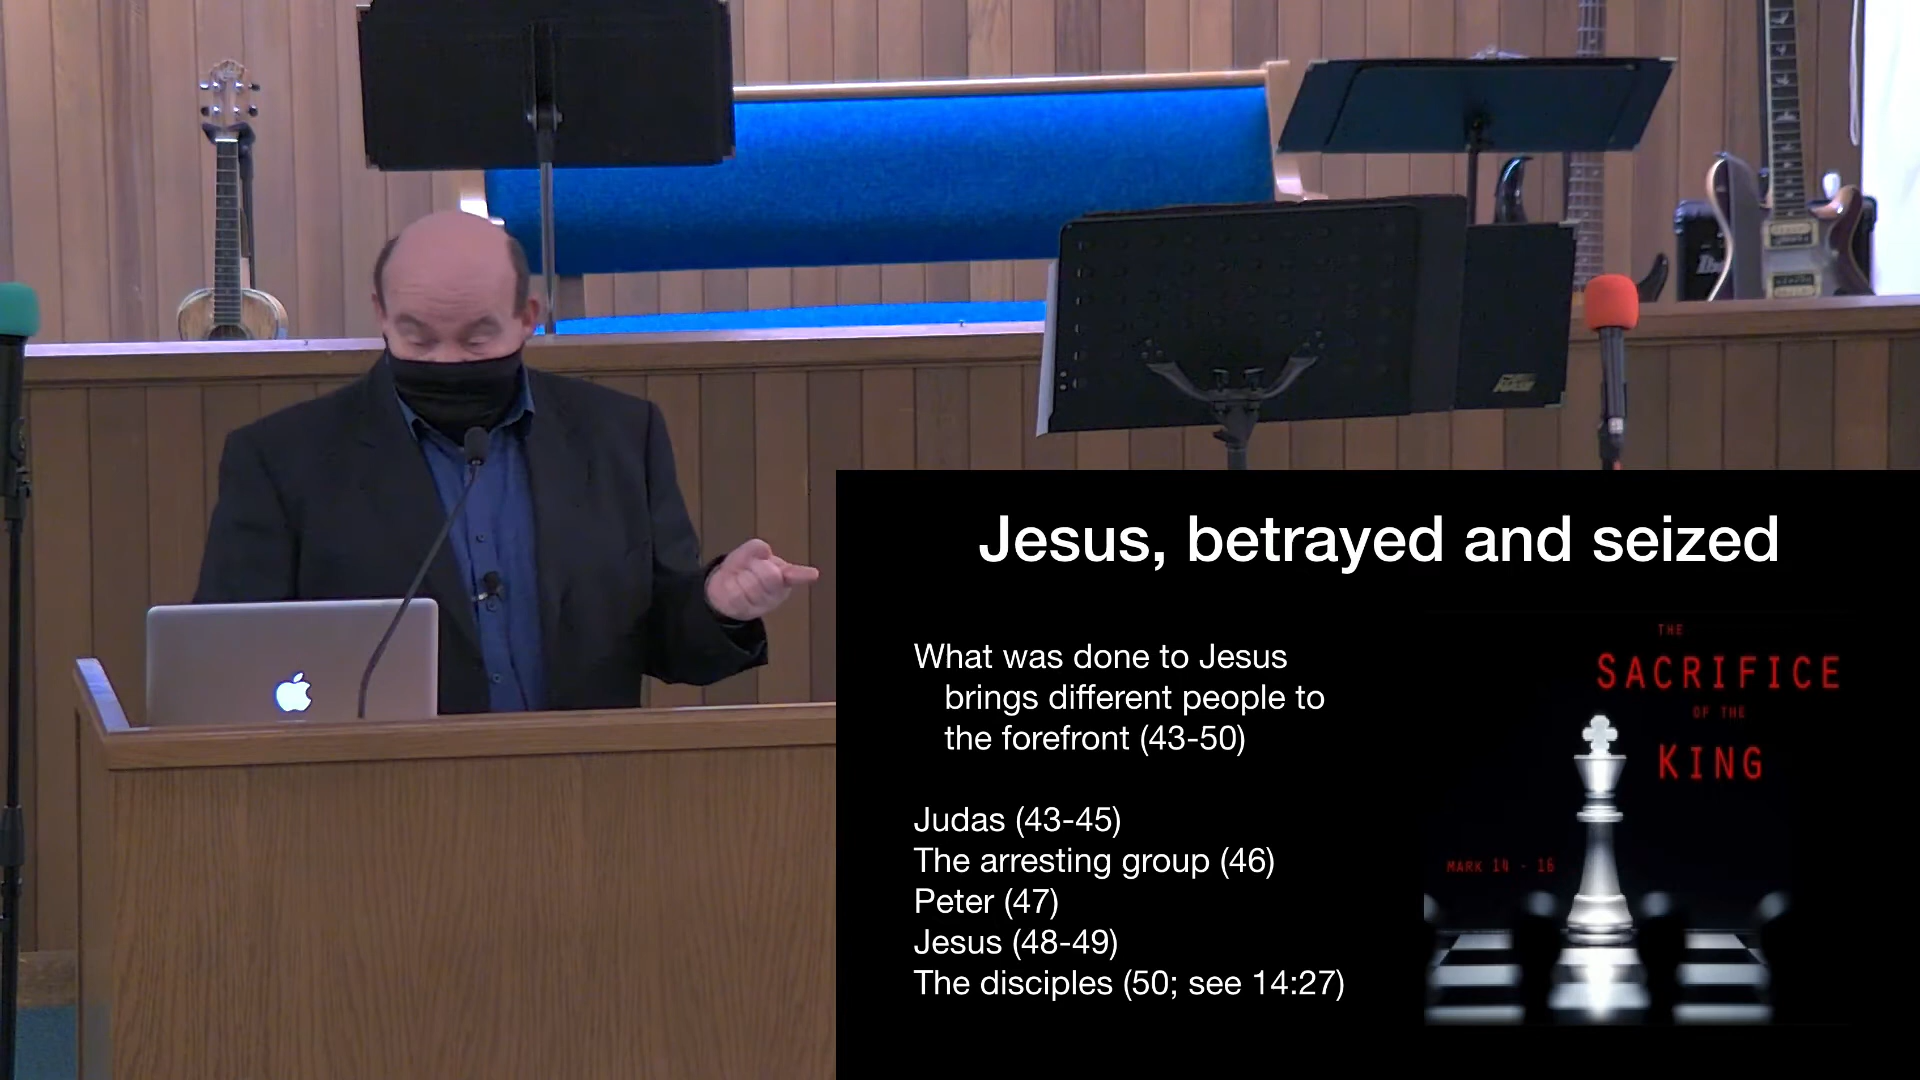 Jesus, betrayed and seized
What was done to Jesus
brings different people to
the forefront (43-50)
Judas (43-45)
The arresting group (46)
Peter (47)
Jesus (48-49)
The disciples (50; see 14:27)
THE
SACRIFICE
OF THE
KING
MARK 14 - 16